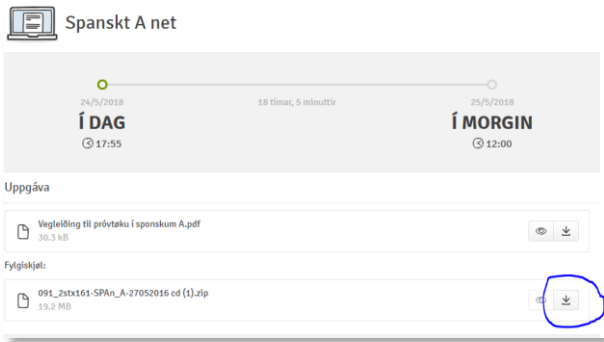 Spanskt A net
24/5/2018 18 tímar, 5 minuttir 25/5/2018
Í DAG Í MORGIN
17:55 12:00
Uppgáva
Vegleiðing til próvtøku í sponskum A.pdf
30.3 kB
Fylgiskjøl:
091_2stx161-SPAn_A-27052016 cd (1).zip
19.2 MB